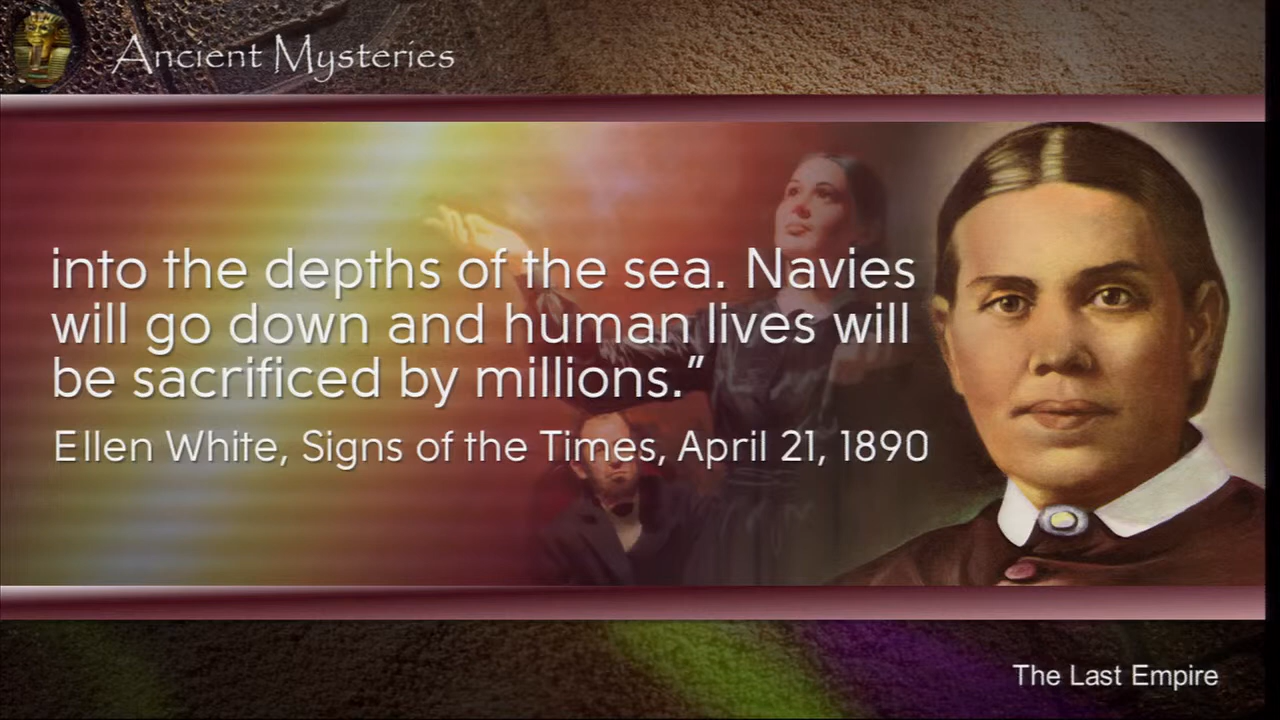 Ancient Mysteries
into the depths of the sea. Navies
will go down and human lives will
be sacrificed by millions.”
Ellen White, Signs of the Times, April 21, 1890
The Last Empire